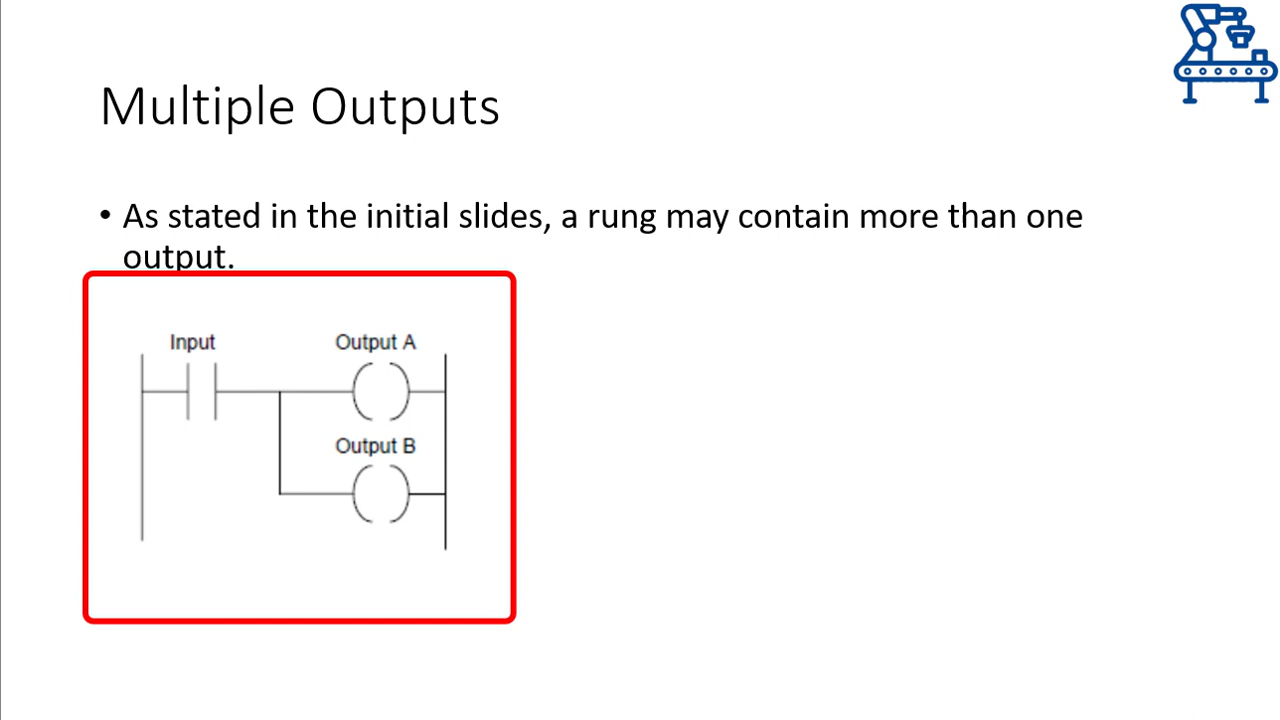 Multiple Outputs
• As stated in the initial slides, a rung may contain more than one
output.
Input
Output A
Output B